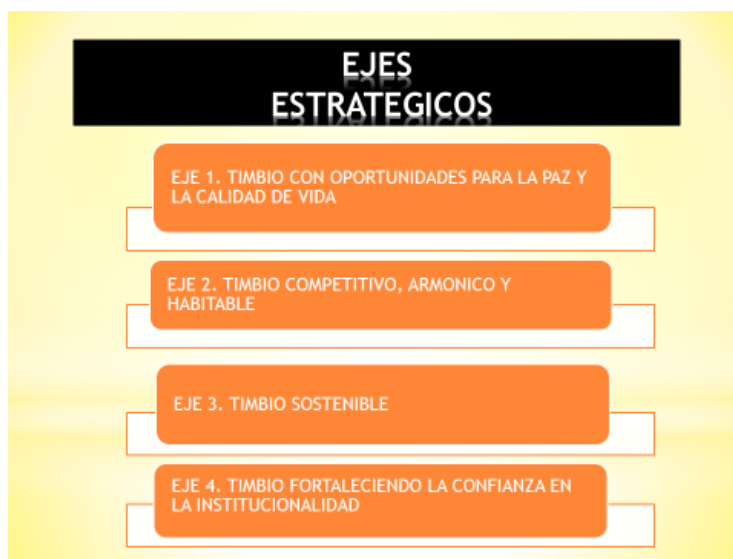 EJES
ESTRATEGICOS
EJE 1. TIMBIO CON OPORTUNIDADES PARA LA PAZ Y
LA CALIDAD DE VIDA
EJE 2. TIMBIO COMPETITIVO, ARMONICO Y
HABITABLE
EJE 3. TIMBIO SOSTENIBLE
EJE 4. TIMBIO FORTALECIENDO LA CONFIANZA EN
LA INSTITUCIONALIDAD